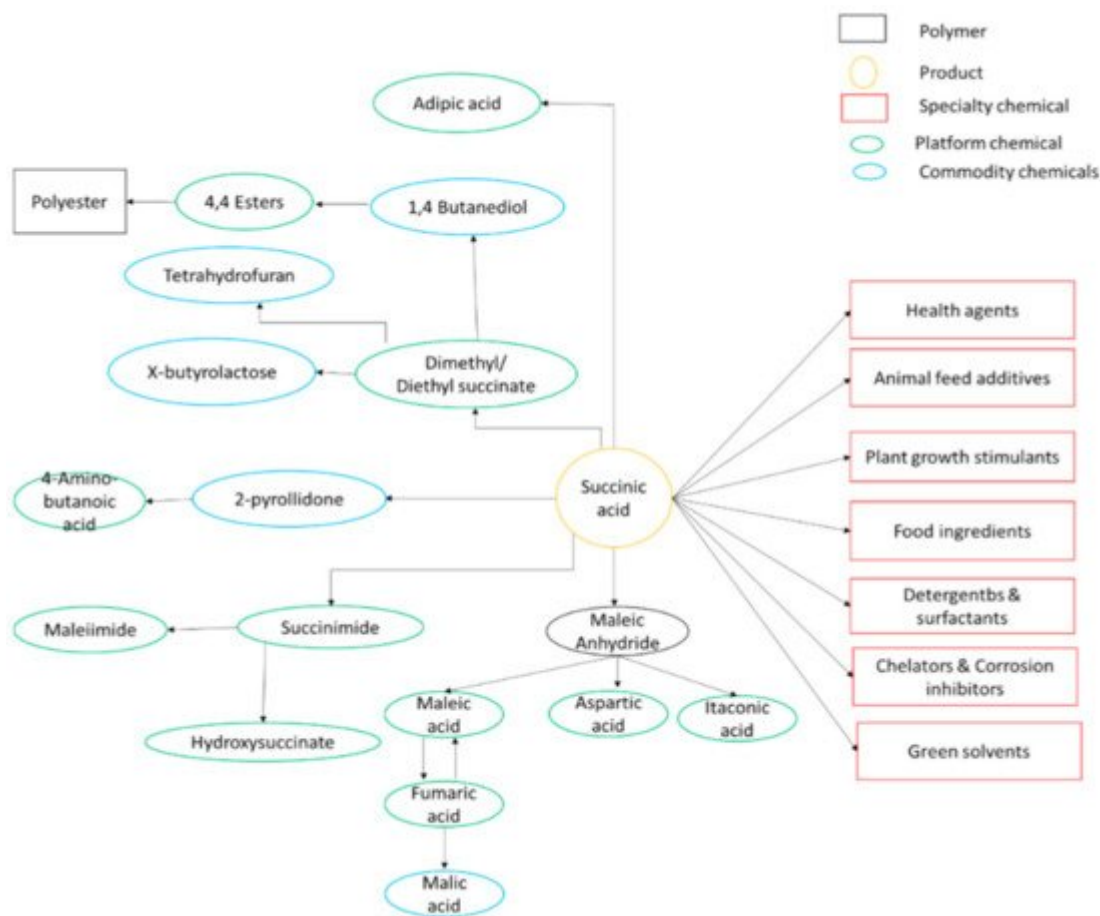 Polymer
Product
Specialty chemical
Platform chemical
Commodity chemicals
Adipic acid
Polyester
4,4 Esters
1,4 Butanediol
Tetrahydrofuran
X-butyrolactose
Dimethyl/
Diethyl succinate
4-Amino-
butanoic
acid
2-pyrollidone
Succinic
acid
Maleiimide
Succinimide
Maleic
Anhydride
Hydroxysuccinate
Maleic
acid
Aspartic
acid
Itaconic acid
Fumaric
acid
Malic
acid
Health agents
Animal feed additives
Plant growth stimulants
Food ingredients
Detergentbs &
surfactants
Chelators & Corrosion
inhibitors
Green solvents